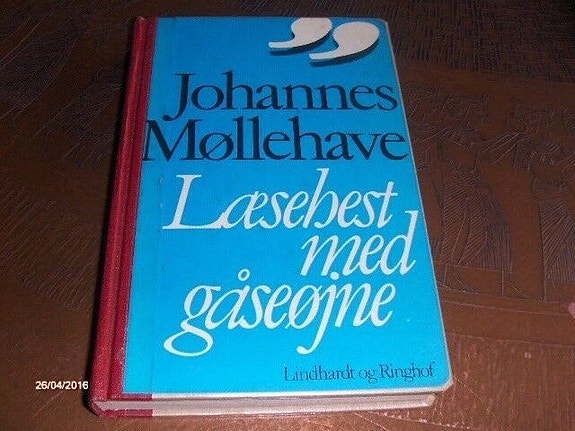 ”
Johannes
Møllehave
Læsehest
med
gåseøjne
Lindhardt og Ringhof
26/04/2016